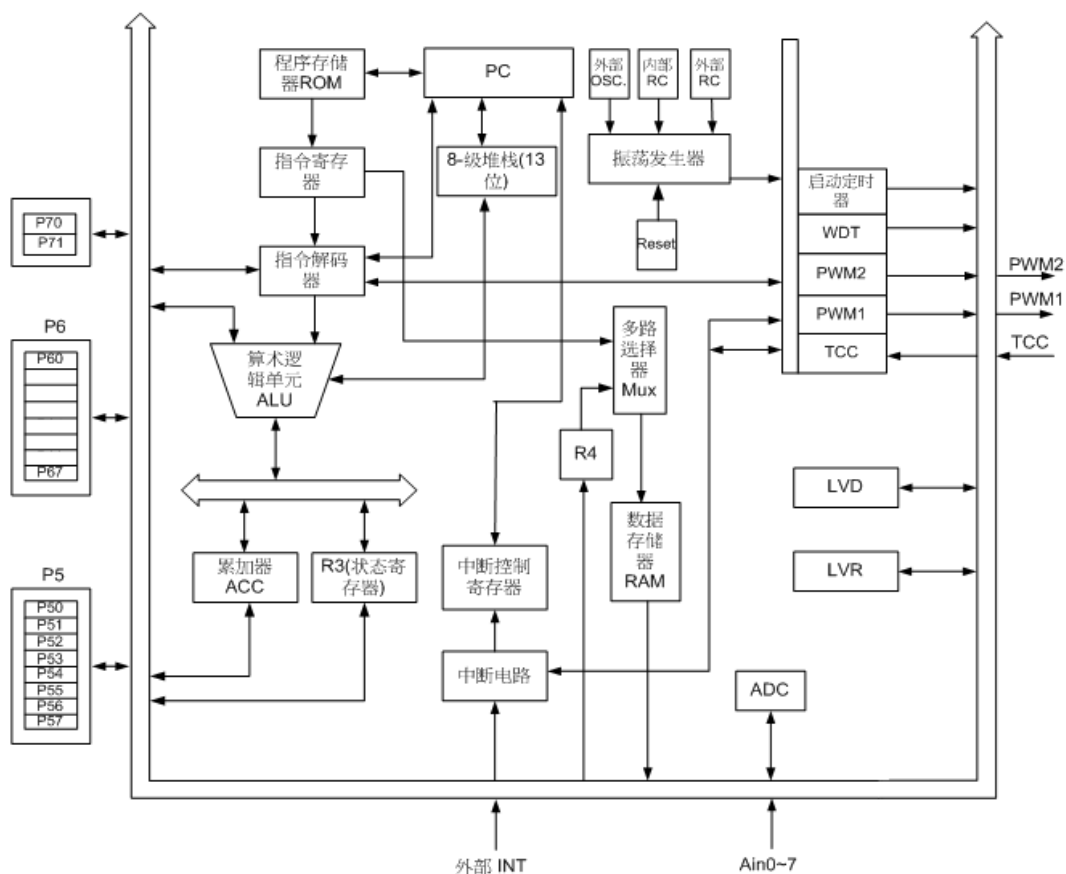 程序存储
器ROM
PC
外部
OSC.
内部
RC
外部
RC
指令寄存
器
8-级堆栈(13
位)
振荡发生器
启动定时
器
P70
P71
Reset
WDT
指令解码
器
PWM2
PWM2
PWM1
PWM1
P6
多路
选择
器
Mux
TCC
TCC
P60
算术逻
辑单元
ALU
P67
R4
LVD
数据
存储
器
RAM
累加器
ACC
R3(状态寄
存器)
中断控制
寄存器
LVR
P5
P50
P51
P52
P53
P54
P55
P56
P57
中断电路
ADC
外部 INT
Ain0~7